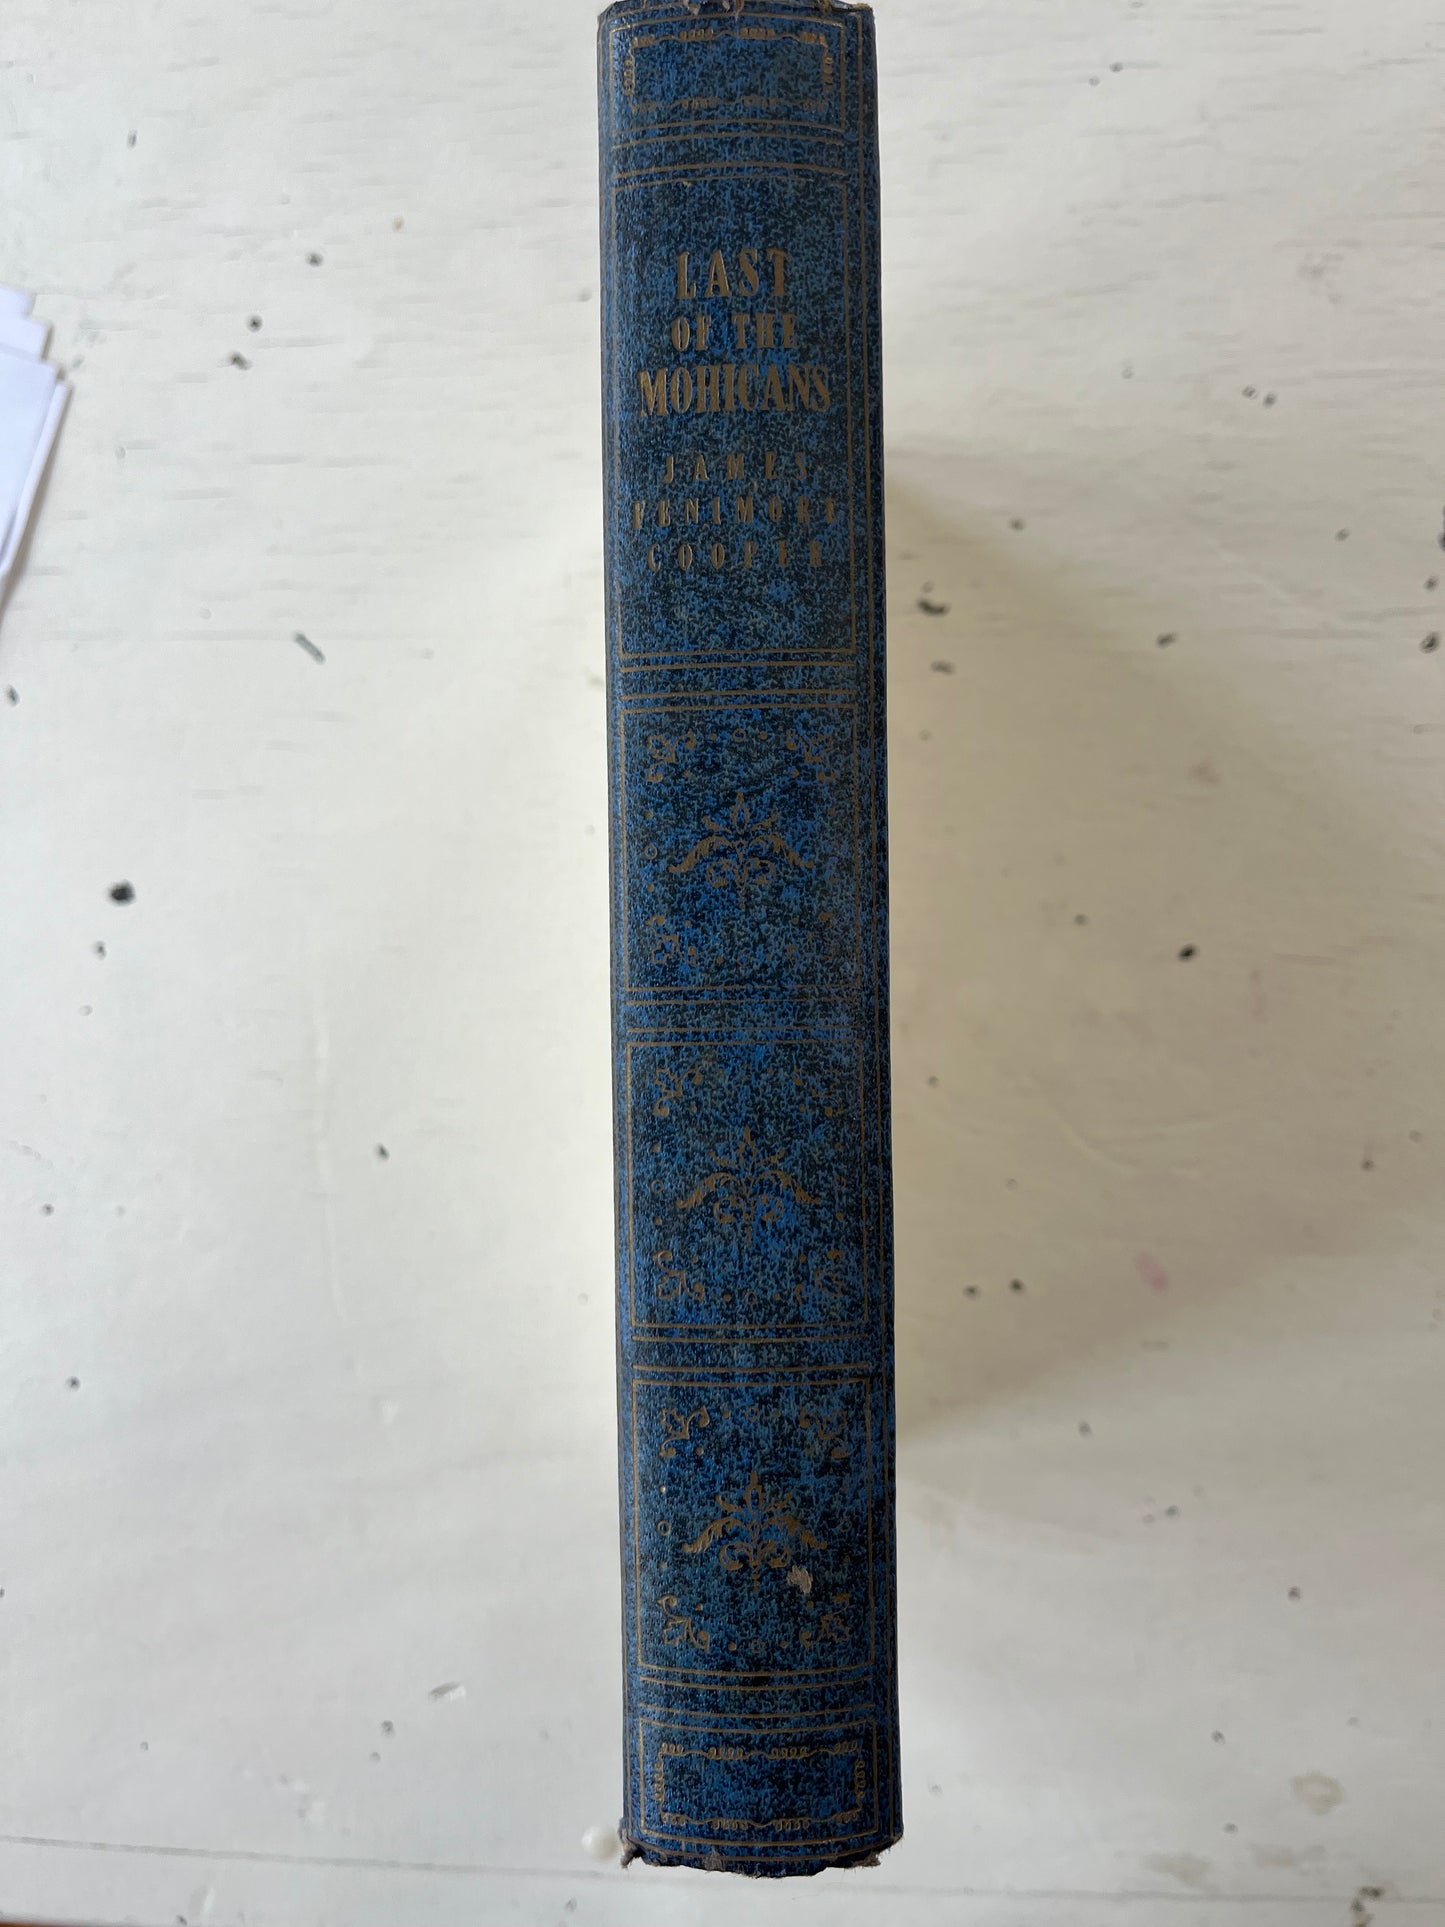 LAST
OF THE
MOHICANS
JAMES
FENIMORE
COOPER